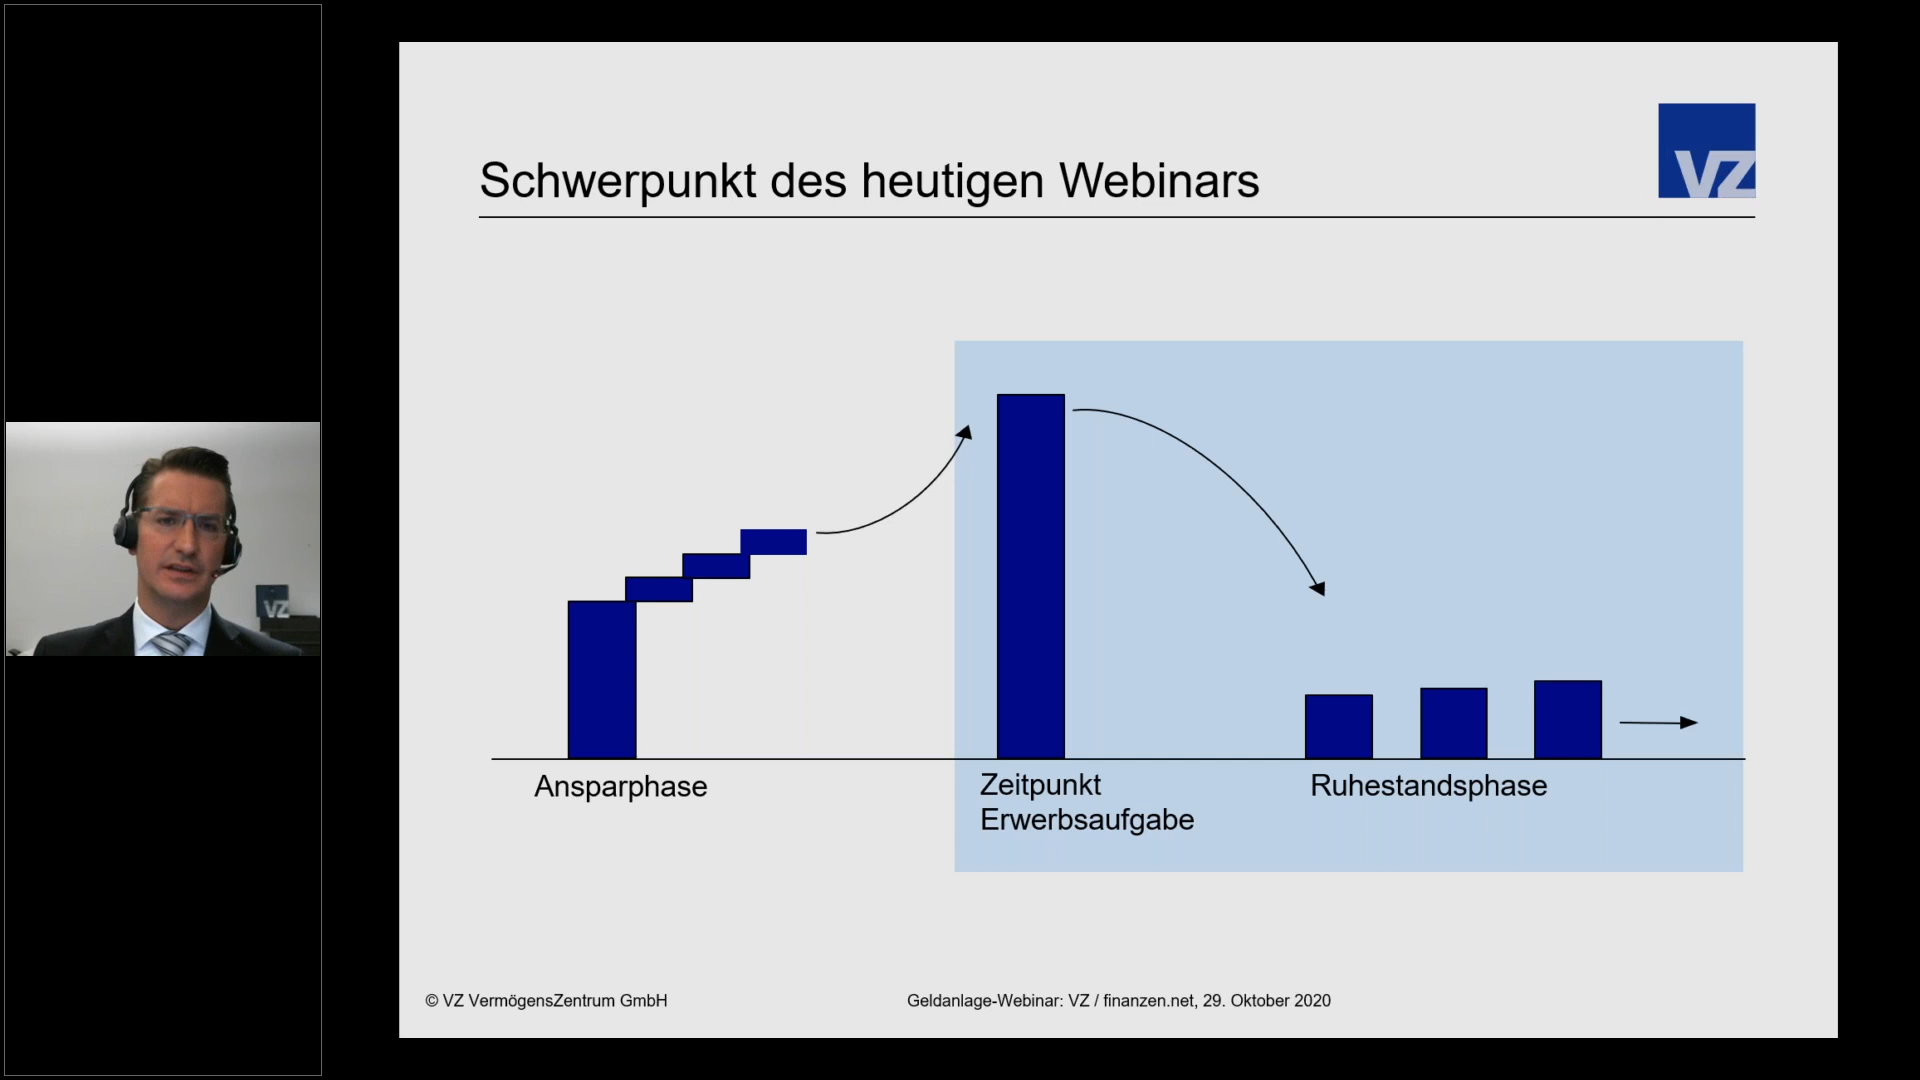 Schwerpunkt des heutigen Webinars
VZ
Ansparphase
Zeitpunkt
Erwerbsaufgabe
Ruhestandsphase
VZ
© VZ VermögensZentrum GmbH
Geldanlage-Webinar: VZ / finanzen.net, 29. Oktober 2020